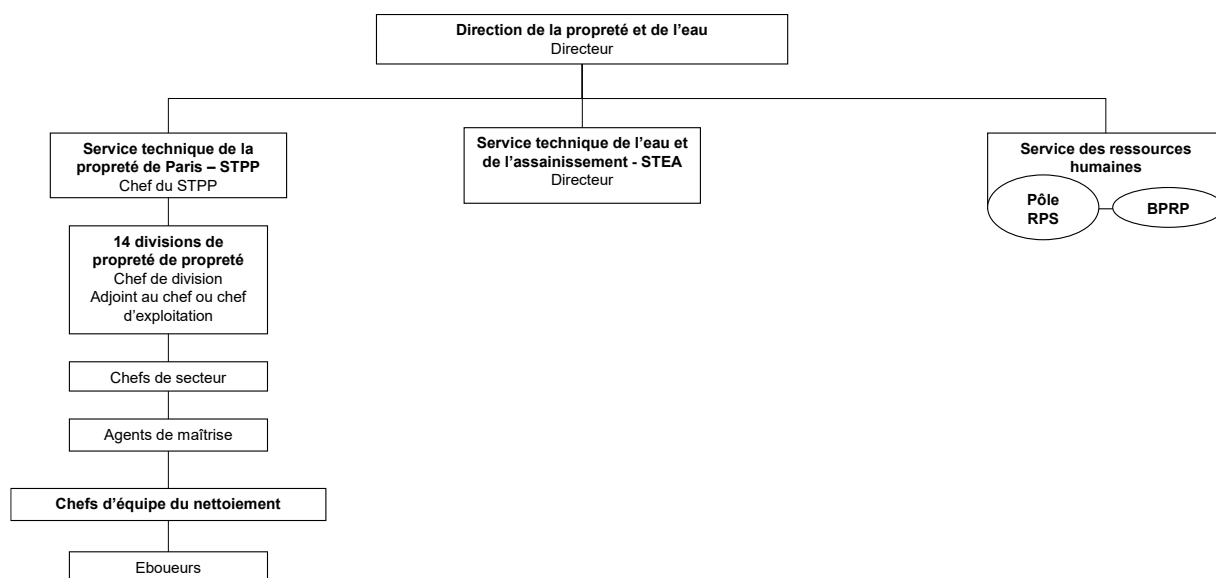 Direction de la propreté et de l’eau
Directeur
Service technique de la
propreté de Paris – STPP
Chef du STPP
Service technique de l’eau et
de l’assainissement - STEA
Directeur
Service des ressources
humaines
Pôle
RPS
BPRP
14 divisions de
propreté de propreté
Chef de division
Adjoint au chef ou chef
d’exploitation
Chefs de secteur
Agents de maîtrise
Chefs d’équipe du nettoiement
Eboueurs